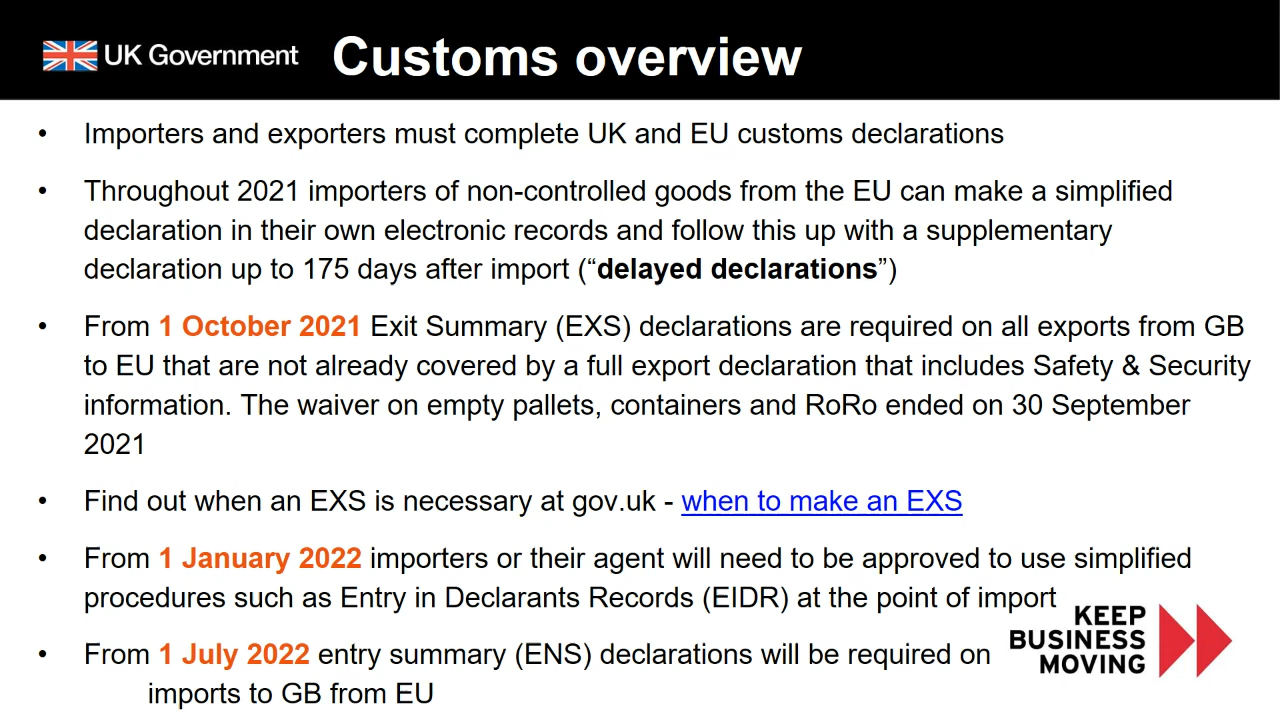 UK Government
Customs overview
• Importers and exporters must complete UK and EU customs declarations
• Throughout 2021 importers of non-controlled goods from the EU can make a simplified
declaration in their own electronic records and follow this up with a supplementary
declaration up to 175 days after import (“delayed declarations”)
• From 1 October 2021 Exit Summary (EXS) declarations are required on all exports from GB
to EU that are not already covered by a full export declaration that includes Safety & Security
information. The waiver on empty pallets, containers and RoRo ended on 30 September
2021
• Find out when an EXS is necessary at gov.uk - when to make an EXS
• From 1 January 2022 importers or their agent will need to be approved to use simplified
procedures such as Entry in Declarants Records (EIDR) at the point of import
• From 1 July 2022 entry summary (ENS) declarations will be required on
imports to GB from EU
KEEP
BUSINESS
MOVING